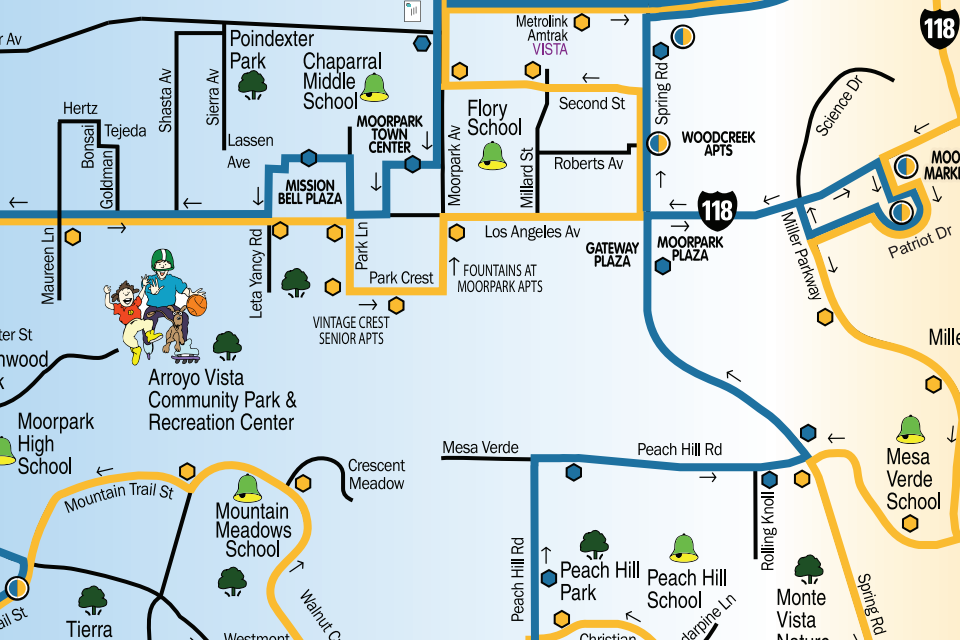 Metrolink
Amtrak
VISTA
118
r Av
Poindexter
Park
Chaparral
Middle
School
Shasta Av
Sierra Av
Spring Rd
Science Dr
Second St
Hertz
Bonsai
Tejeda
Goldman
Lassen
Ave
MOORPARK
TOWN
CENTER
Flory
School
Moorpark Av
Millard St
Roberts Av
WOODCREEK
APTS
MOO
MARK
MISSION
BELL PLAZA
118
Los Angeles Av
GATEWAY
PLAZA
MOORPARK
PLAZA
Miller Parkway
Patriot Dr
Maureen Ln
Leta Yancy Rd
Park Ln
Park Crest
FOUNTAINS AT
MOORPARK APTS
VINTAGE CREST
SENIOR APTS
ter St
nwood
k
Mille
Arroyo Vista
Community Park &
Recreation Center
Moorpark
High
School
Mesa Verde
Peach Hill Rd
Crescent
Meadow
Mesa
Verde
School
Mountain Trail St
Mountain
Meadows
School
Rolling Knoll
Peach Hill Rd
Peach Hill
Park
Peach Hill
School
Monte
Vista
Nature
Spring Rd
ail St
Tierra
Walnut C
Westmont
Christian
darpine Ln